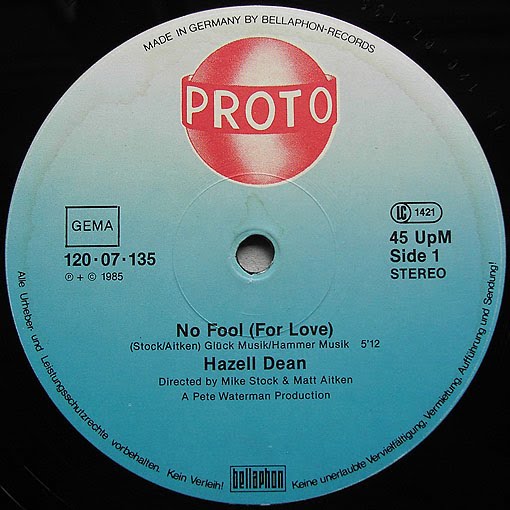 MADE IN GERMANY BY BELLAPHON-RECORDS
PROTO
GEMA
120·07·135
℗ + © 1985
LC 1421
45 UpM
Side 1
STEREO
No Fool (For Love)
(Stock/Aitken) Glück Musik/Hammer Musik 5'12
Hazell Dean
Directed by Mike Stock & Matt Aitken
A Pete Waterman Production
Alle Urheber- und Leistungsschutzrechte vorbehalten. Kein Verleih! Keine unerlaubte Vervielfältigung, Vermietung, Aufführung und Sendung!
bellaphon